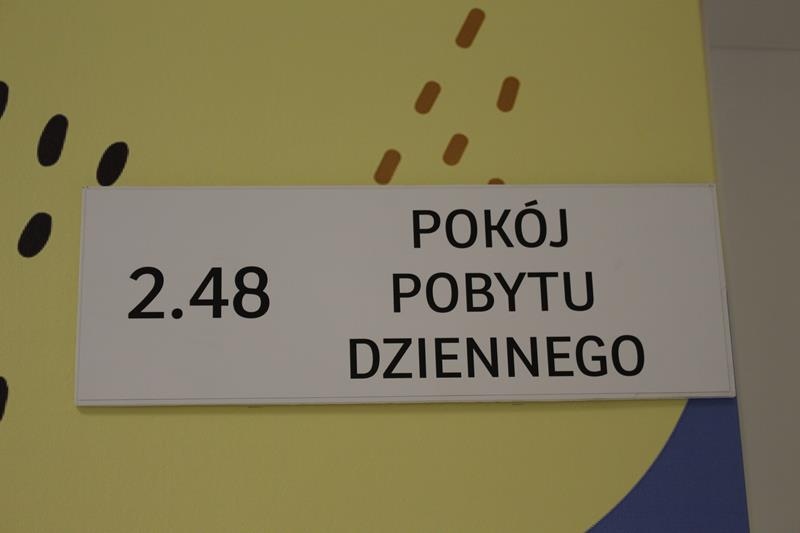 2.48
POKÓJ
POBYTU
DZIENNEGO